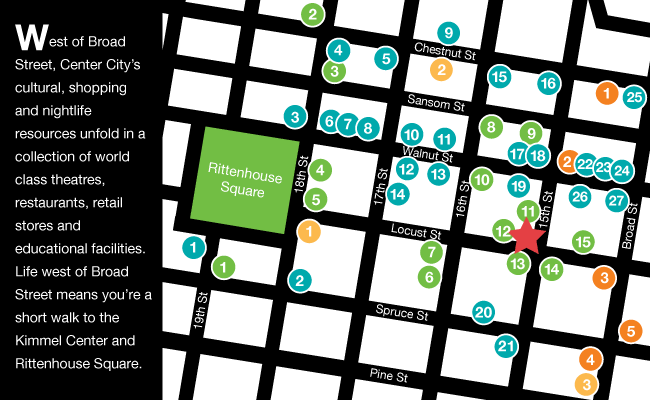 West of Broad
Street, Center City's
cultural, shopping
and nightlife
resources unfold in a
collection of world
class theatres,
restaurants, retail
stores and
educational facilities.
Life west of Broad
Street means you're a
short walk to the
Kimmel Center and
Rittenhouse Square.
2
9
Chestnut St
4
5
3
2
15
16
1
25
Sansom St
3
6
7
8
10
11
8
9
17
18
Walnut St
2
22
23
24
Rittenhouse
Square
18th St
4
5
12
13
14
17th St
10
16th St
19
11
12
15th St
26
27
Broad St
15
1
1
1
2
Locust St
7
6
13
14
3
19th St
Spruce St
20
21
5
4
3
Pine St